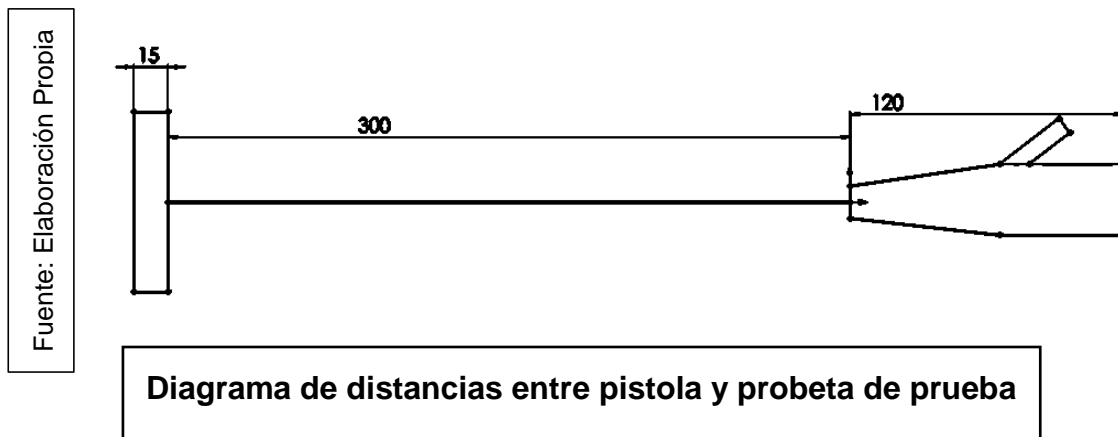 Fuente: Elaboración Propia
15
300
120
Diagrama de distancias entre pistola y probeta de prueba